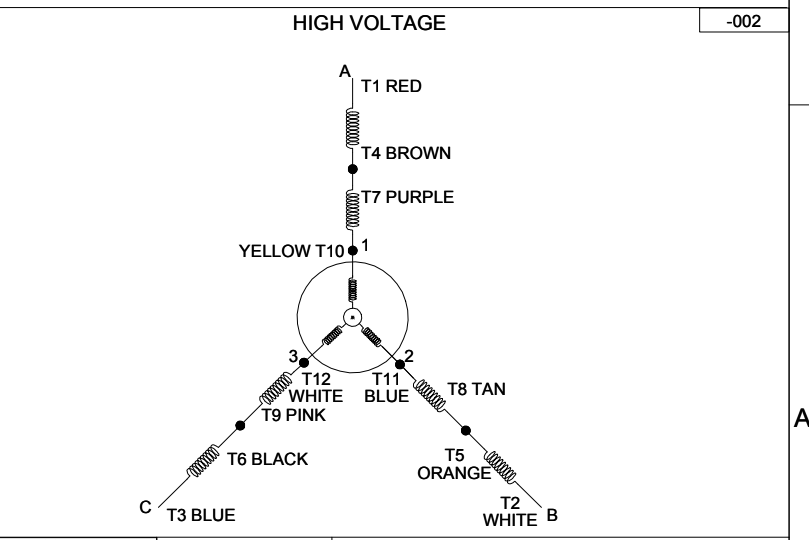 HIGH VOLTAGE
-002
A
T1 RED
T4 BROWN
T7 PURPLE
YELLOW T10
1
3
2
T12
WHITE
T11
BLUE
T9 PINK
T8 TAN
T6 BLACK
T5
ORANGE
A
C
T3 BLUE
T2
WHITE
B